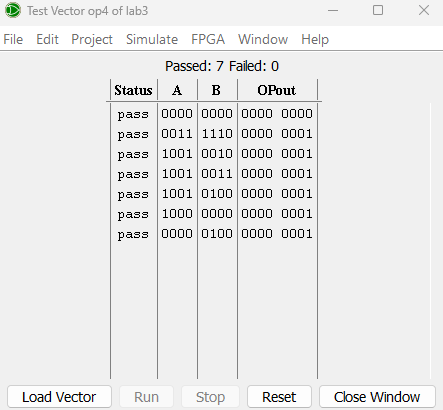 Test Vector op4 of lab3
File Edit Project Simulate FPGA Window Help
Passed: 7 Failed: 0
Status A B OPout
pass 0000 0000 0000 0000
pass 0011 1110 0000 0001
pass 1001 0010 0000 0001
pass 1001 0011 0000 0001
pass 1001 0100 0000 0001
pass 1000 0000 0000 0001
pass 0000 0100 0000 0001
Load Vector Run Stop Reset Close Window